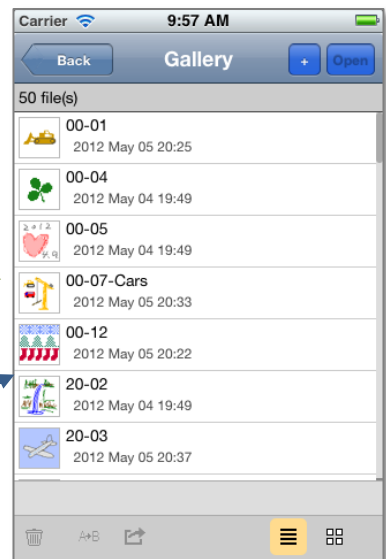 Carrier 9:57 AM
Back Gallery + Open
50 file(s)
00-01
2012 May 05 20:25
00-04
2012 May 04 19:49
2012
4.9
00-05
2012 May 04 19:49
00-07-Cars
2012 May 05 20:33
00-12
2012 May 05 20:22
20-02
2012 May 04 19:49
20-03
2012 May 05 20:37
A→B